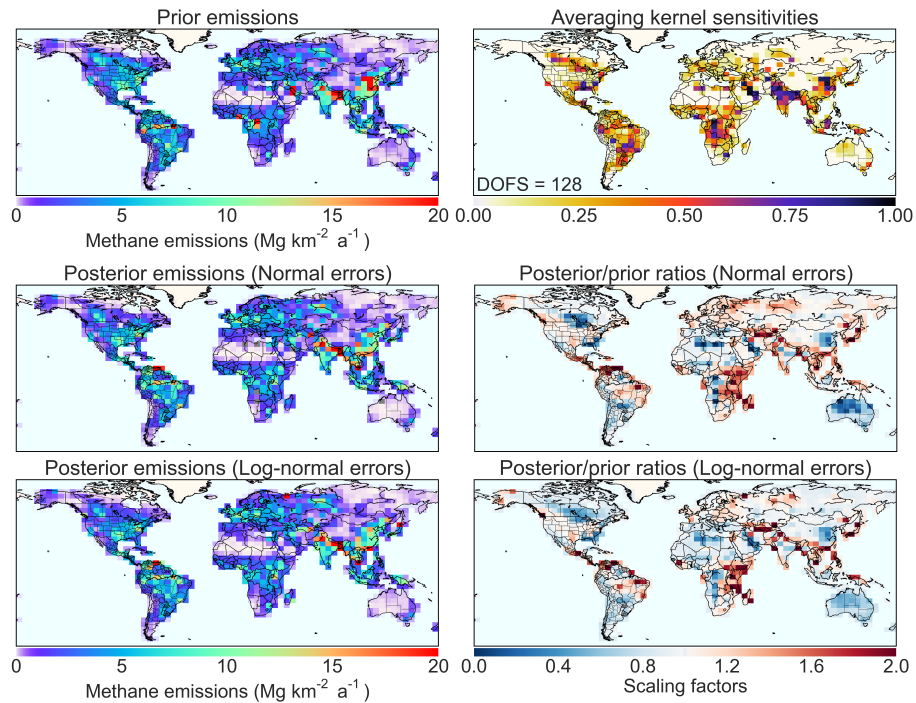 Prior emissions
Averaging kernel sensitivities
DOFS = 128
0 5 10 15 20
0.00 0.25 0.50 0.75 1.00
Methane emissions (Mg km⁻² a⁻¹ )
Posterior emissions (Normal errors)
Posterior/prior ratios (Normal errors)
Posterior emissions (Log-normal errors)
Posterior/prior ratios (Log-normal errors)
0 5 10 15 20
0.0 0.4 0.8 1.2 1.6 2.0
Methane emissions (Mg km⁻² a⁻¹ )
Scaling factors